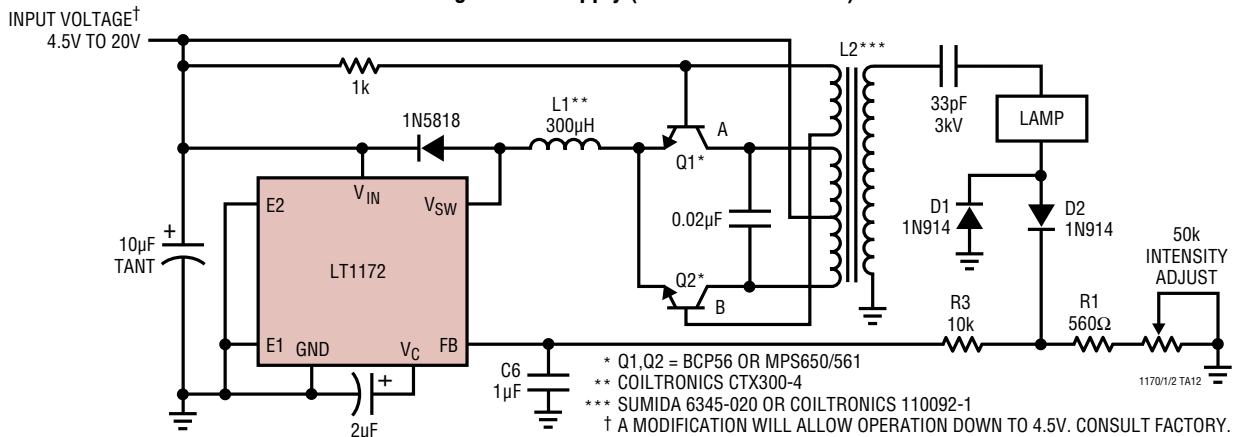 INPUT VOLTAGE†
4.5V TO 20V
1k
1N5818
L1**
300µH
A
Q1*
L2***
33pF
3kV
LAMP
E2
VIN
VSW
0.02µF
D1
1N914
D2
1N914
50k
INTENSITY
ADJUST
+
10µF
TANT
LT1172
Q2*
B
R3
10k
R1
560Ω
E1
GND
VC
FB
C6
1µF
+
2µF
* Q1,Q2 = BCP56 OR MPS650/561
** COILTRONICS CTX300-4
*** SUMIDA 6345-020 OR COILTRONICS 110092-1
† A MODIFICATION WILL ALLOW OPERATION DOWN TO 4.5V. CONSULT FACTORY.
1170/1/2 TA12